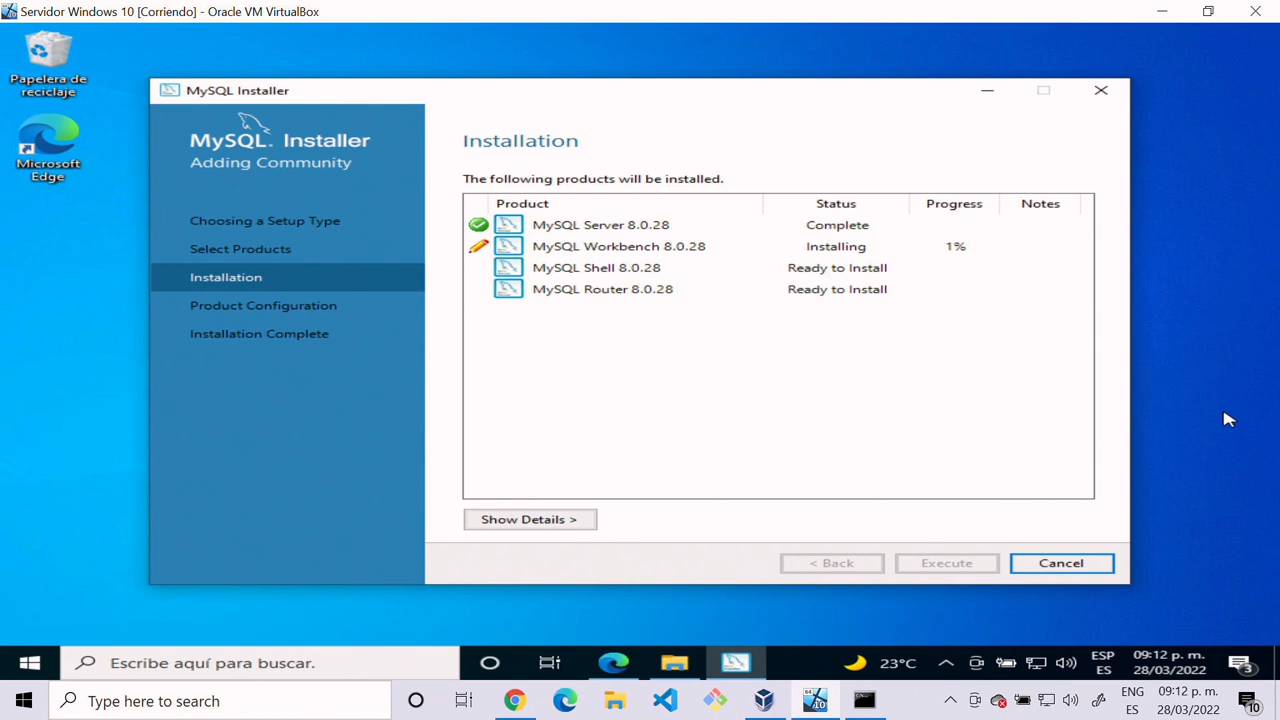 Servidor Windows 10 [Corriendo] - Oracle VM VirtualBox
Papelera de
reciclaje
Microsoft
Edge
MySQL Installer
MySQL. Installer
Adding Community
Choosing a Setup Type
Select Products
Installation
Product Configuration
Installation Complete
Installation
The following products will be installed.
Product Status Progress Notes
MySQL Server 8.0.28 Complete
MySQL Workbench 8.0.28 Installing 1%
MySQL Shell 8.0.28 Ready to Install
MySQL Router 8.0.28 Ready to Install
Show Details >
< Back Execute Cancel
Escribe aquí para buscar.
23°C
ESP
ES
09:12 p. m.
28/03/2022
3
Type here to search
10
ENG
ES
09:12 p. m.
28/03/2022
10